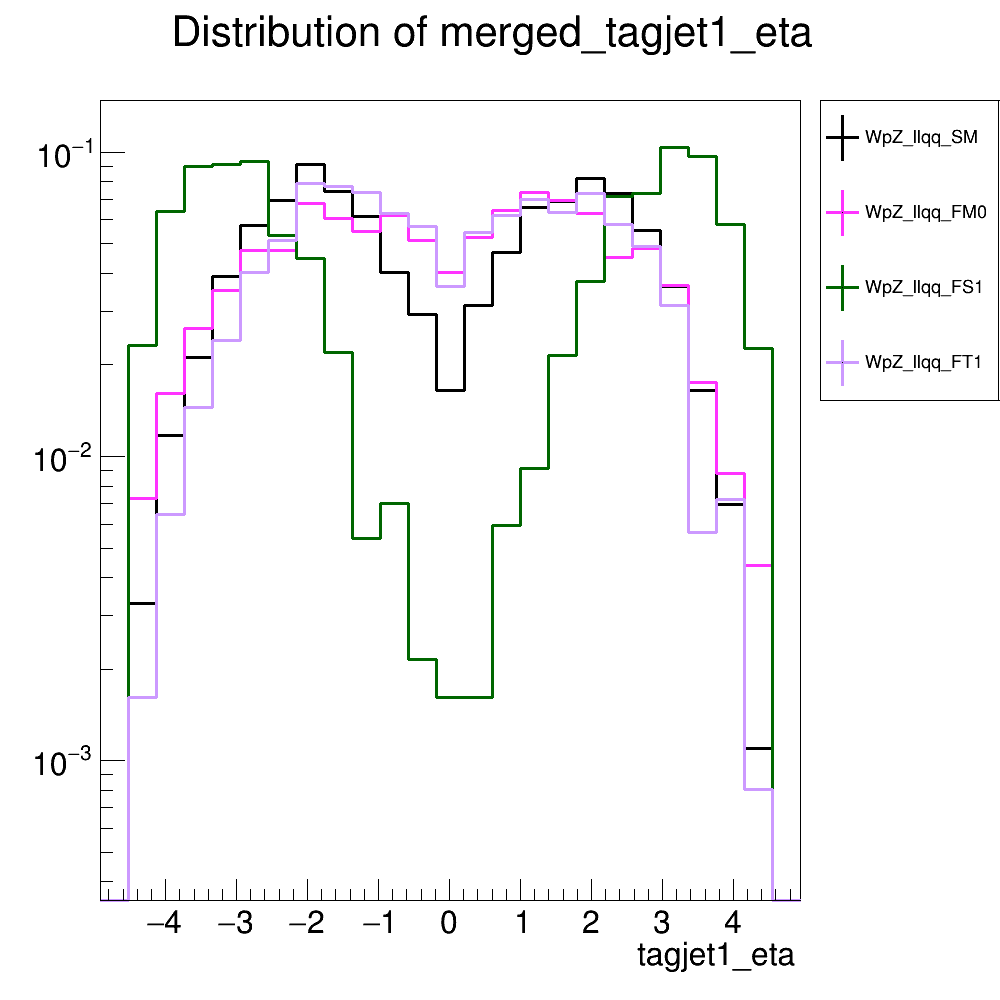 Distribution of merged_tagjet1_eta
WpZ_llqq_SM
WpZ_llqq_FM0
WpZ_llqq_FS1
WpZ_llqq_FT1
10⁻¹
10⁻²
10⁻³
−4 −3 −2 −1 0 1 2 3 4
tagjet1_eta